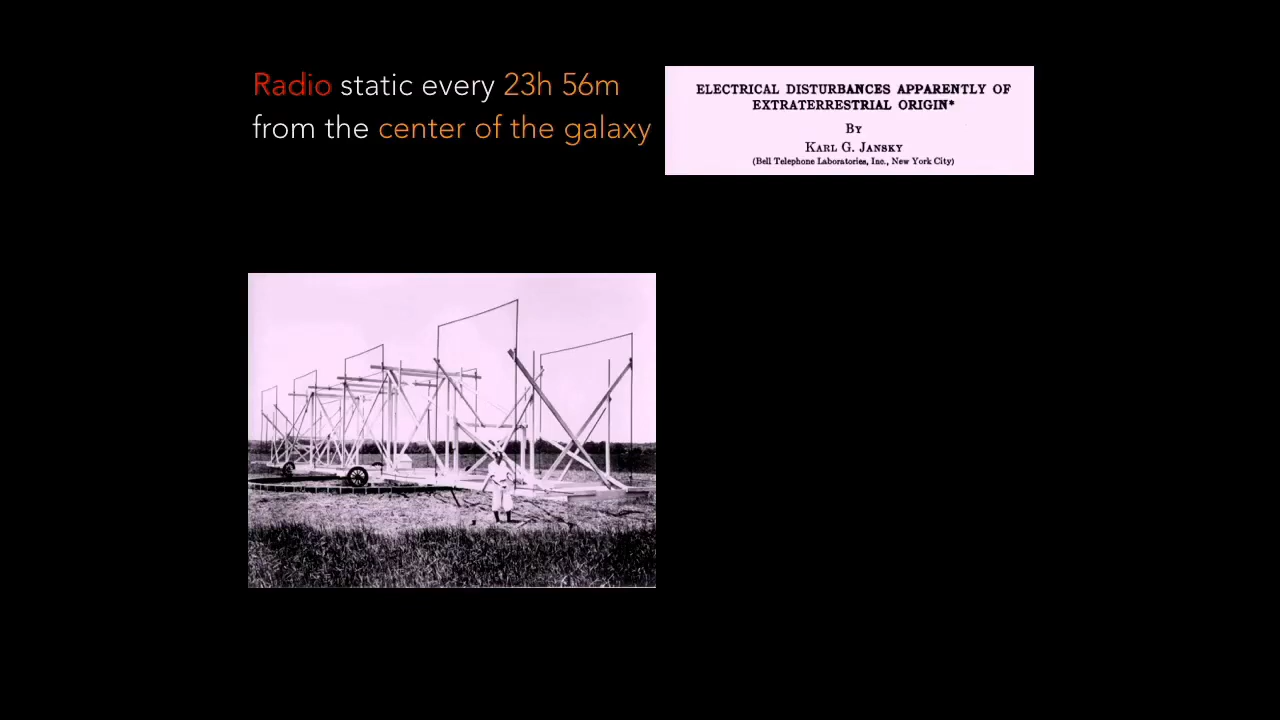 Radio static every 23h 56m
from the center of the galaxy
ELECTRICAL DISTURBANCES APPARENTLY OF
EXTRATERRESTRIAL ORIGIN*
By
Karl G. Jansky
(Bell Telephone Laboratories, Inc., New York City)